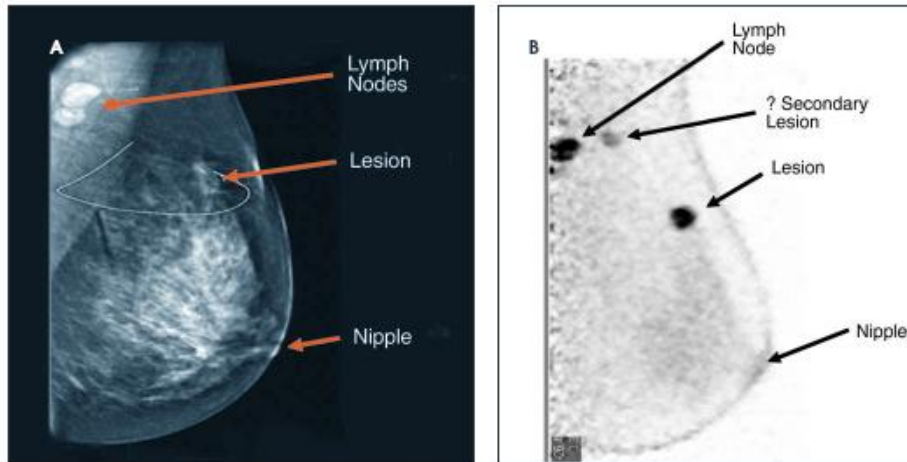 A
Lymph
Nodes
Lesion
Nipple
B
Lymph
Node
? Secondary
Lesion
Lesion
Nipple